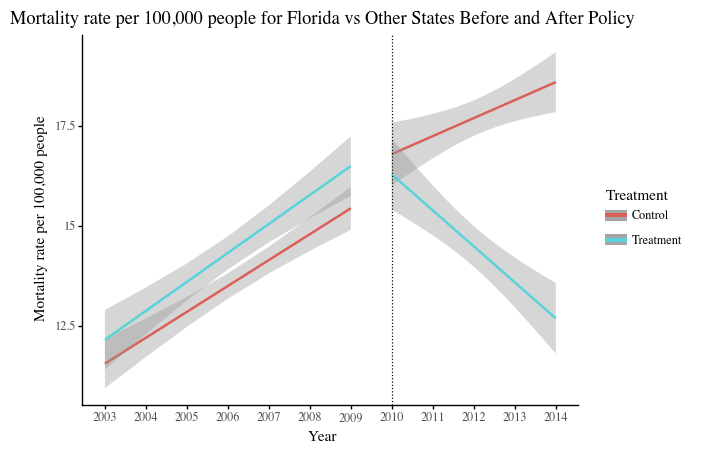 Mortality rate per 100,000 people for Florida vs Other States Before and After Policy
Mortality rate per 100,000 people
17.5
15
12.5
2003 2004 2005 2006 2007 2008 2009 2010 2011 2012 2013 2014
Year
Treatment
Control
Treatment